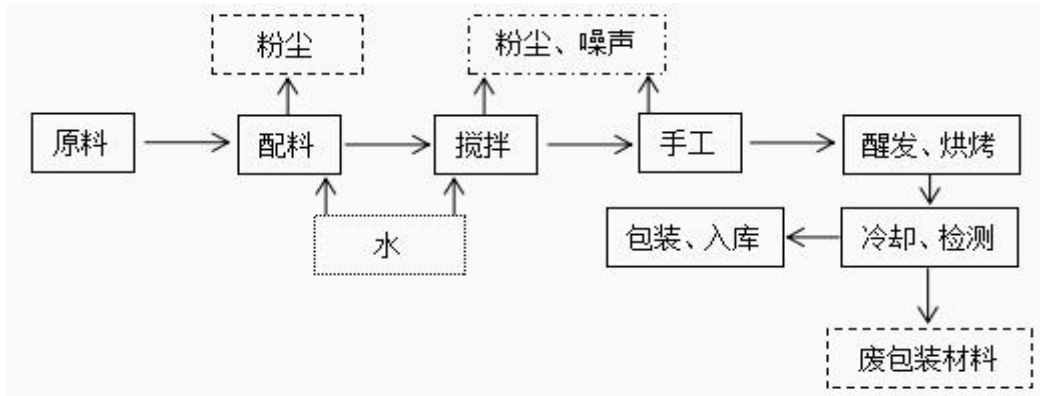 粉尘
粉尘、噪声
原料
配料
搅拌
手工
醒发、烘烤
水
包装、入库
冷却、检测
废包装材料